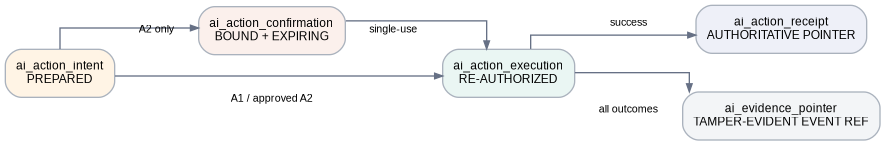 ai_action_intent
PREPARED
A2 only
ai_action_confirmation
BOUND + EXPIRING
single-use
A1 / approved A2
ai_action_execution
RE-AUTHORIZED
success
ai_action_receipt
AUTHORITATIVE POINTER
all outcomes
ai_evidence_pointer
TAMPER-EVIDENT EVENT REF